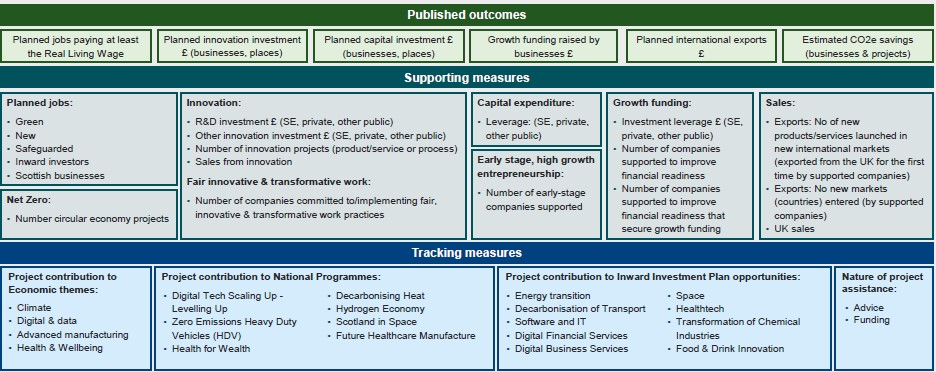 Published outcomes
Planned jobs paying at least
the Real Living Wage
Planned innovation investment
£ (businesses, places)
Planned capital investment £
(businesses, places)
Growth funding raised by
businesses £
Planned international exports
£
Estimated CO2e savings
(businesses & projects)
Supporting measures
Planned jobs:
• Green
• New
• Safeguarded
• Inward investors
• Scottish businesses
Net Zero:
• Number circular economy projects
Innovation:
• R&D investment £ (SE, private, other public)
• Other innovation investment £ (SE, private, other public)
• Number of innovation projects (product/service or process)
• Sales from innovation
Fair innovative & transformative work:
• Number of companies committed to/implementing fair,
innovative & transformative work practices
Capital expenditure:
• Leverage: (SE, private,
other public)
Early stage, high growth
entrepreneurship:
• Number of early-stage
companies supported
Growth funding:
• Investment leverage £ (SE,
private, other public)
• Number of companies
supported to improve
financial readiness
• Number of companies
supported to improve
financial readiness that
secure growth funding
Sales:
• Exports: No of new
products/services launched in
new international markets
(exported from the UK for the first
time by supported companies)
• Exports: No new markets
(countries) entered (by supported
companies)
• UK sales
Tracking measures
Project contribution to
Economic themes:
• Climate
• Digital & data
• Advanced manufacturing
• Health & Wellbeing
Project contribution to National Programmes:
• Digital Tech Scaling Up -
Levelling Up
• Zero Emissions Heavy Duty
Vehicles (HDV)
• Health for Wealth
• Decarbonising Heat
• Hydrogen Economy
• Scotland in Space
• Future Healthcare Manufacture
Project contribution to Inward Investment Plan opportunities:
• Energy transition
• Decarbonisation of Transport
• Software and IT
• Digital Financial Services
• Digital Business Services
• Space
• Healthtech
• Transformation of Chemical
Industries
• Food & Drink Innovation
Nature of project
assistance:
• Advice
• Funding